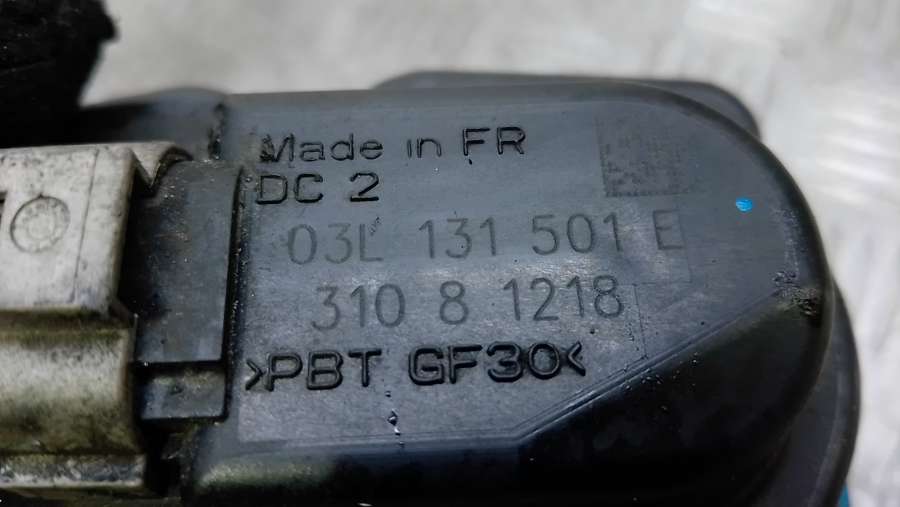 Made in FR
DC 2
03L 131 501 E
310 8 1218
>PBT GF30<